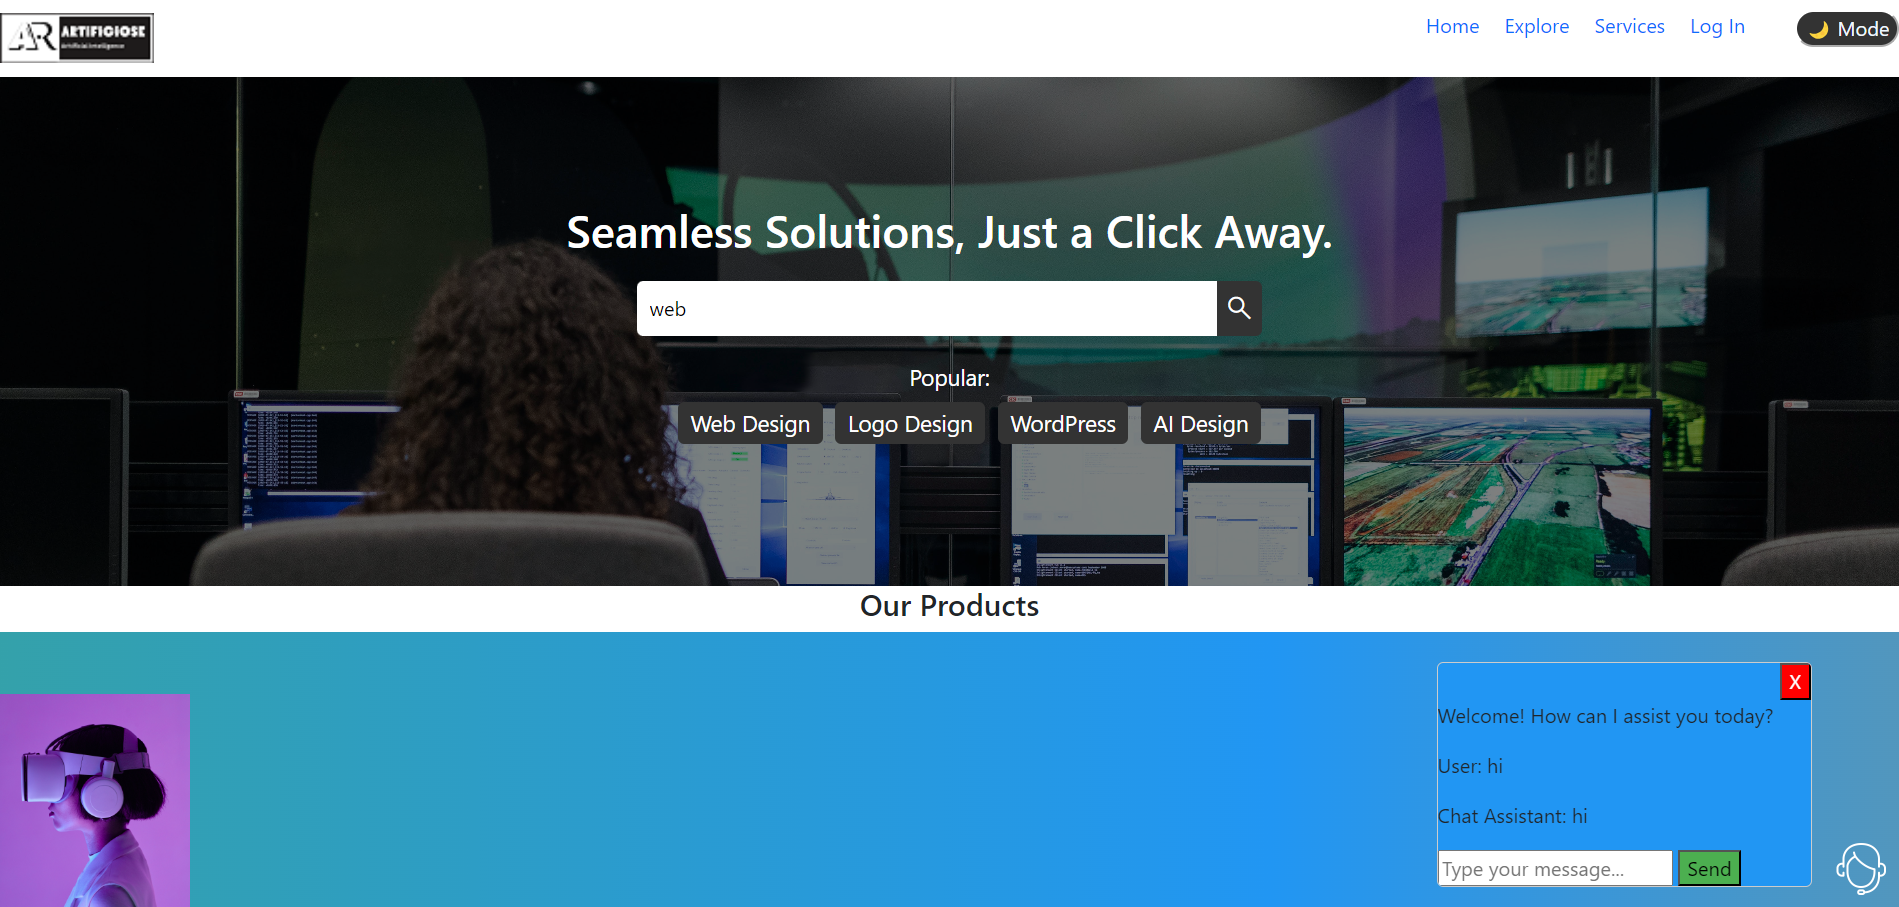 AR ARTIFICIOSE
Artificial Intelligence
Home Explore Services Log In 🌙 Mode
Seamless Solutions, Just a Click Away.
web
Popular:
Web Design Logo Design WordPress AI Design
Our Products
X
Welcome! How can I assist you today?
User: hi
Chat Assistant: hi
Type your message... Send